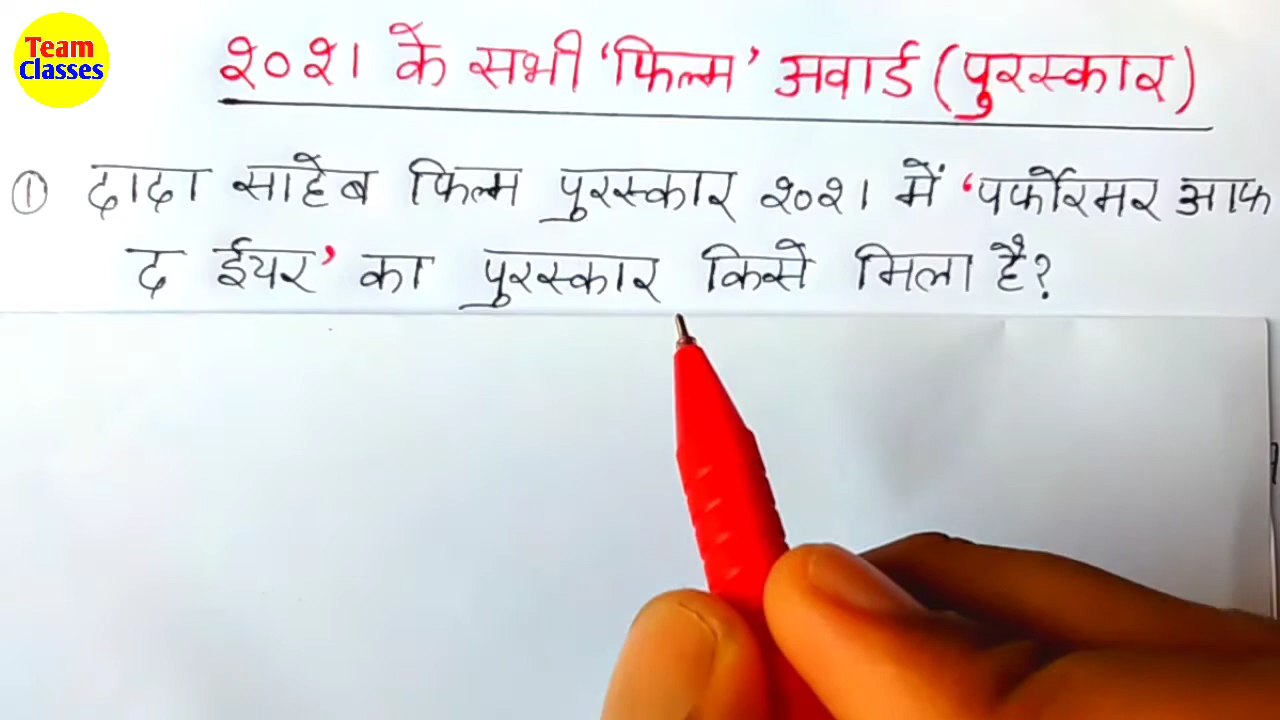 Team
Classes
२०२१ के सभी 'फिल्म' अवार्ड (पुरस्कार)
① दादा साहेब फिल्म पुरस्कार २०२१ में 'पर्फोरमर आफ
द ईयर' का पुरस्कार किसे मिला है?